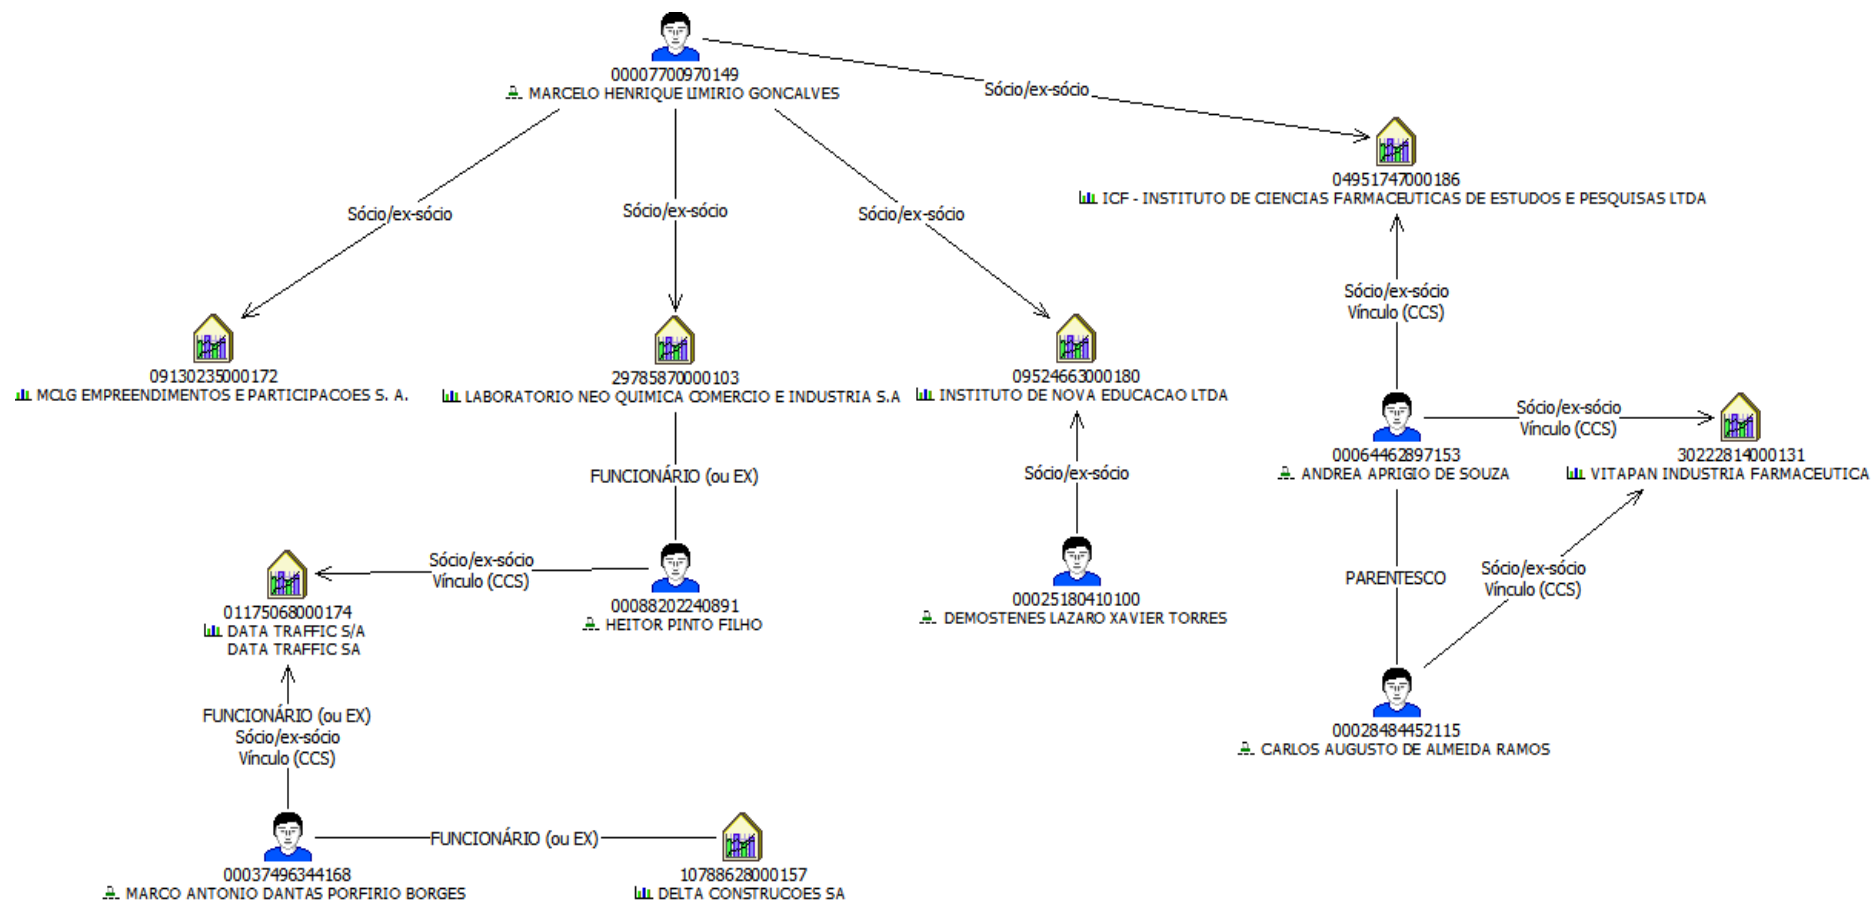 00007700970149
MARCELO HENRIQUE LIMIRIO GONCALVES
Sócio/ex-sócio
04951747000186
ICF - INSTITUTO DE CIENCIAS FARMACEUTICAS DE ESTUDOS E PESQUISAS LTDA
Sócio/ex-sócio
Sócio/ex-sócio
Sócio/ex-sócio
Sócio/ex-sócio
Vínculo (CCS)
09130235000172
MCLG EMPREENDIMENTOS E PARTICIPACOES S. A.
29785870000103
LABORATORIO NEO QUIMICA COMERCIO E INDUSTRIA S.A
09524663000180
INSTITUTO DE NOVA EDUCACAO LTDA
Sócio/ex-sócio
Vínculo (CCS)
00064462897153
ANDREA APRIGIO DE SOUZA
30222814000131
VITAPAN INDUSTRIA FARMACEUTICA
FUNCIONÁRIO (ou EX)
Sócio/ex-sócio
Sócio/ex-sócio
Vínculo (CCS)
PARENTESCO
Sócio/ex-sócio
Vínculo (CCS)
01175068000174
DATA TRAFFIC S/A
DATA TRAFFIC SA
00088202240891
HEITOR PINTO FILHO
00025180410100
DEMOSTENES LAZARO XAVIER TORRES
FUNCIONÁRIO (ou EX)
Sócio/ex-sócio
Vínculo (CCS)
00028484452115
CARLOS AUGUSTO DE ALMEIDA RAMOS
FUNCIONÁRIO (ou EX)
00037496344168
MARCO ANTONIO DANTAS PORFIRIO BORGES
10788628000157
DELTA CONSTRUCOES SA